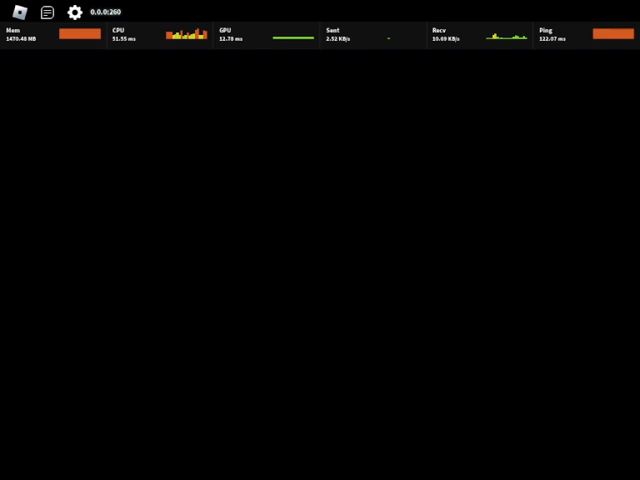 0.0.0:260
Mem CPU GPU Sent Recv Ping
1470.48 MB 51.55 ms 12.78 ms 2.52 KB/s 10.69 KB/s 122.07 ms